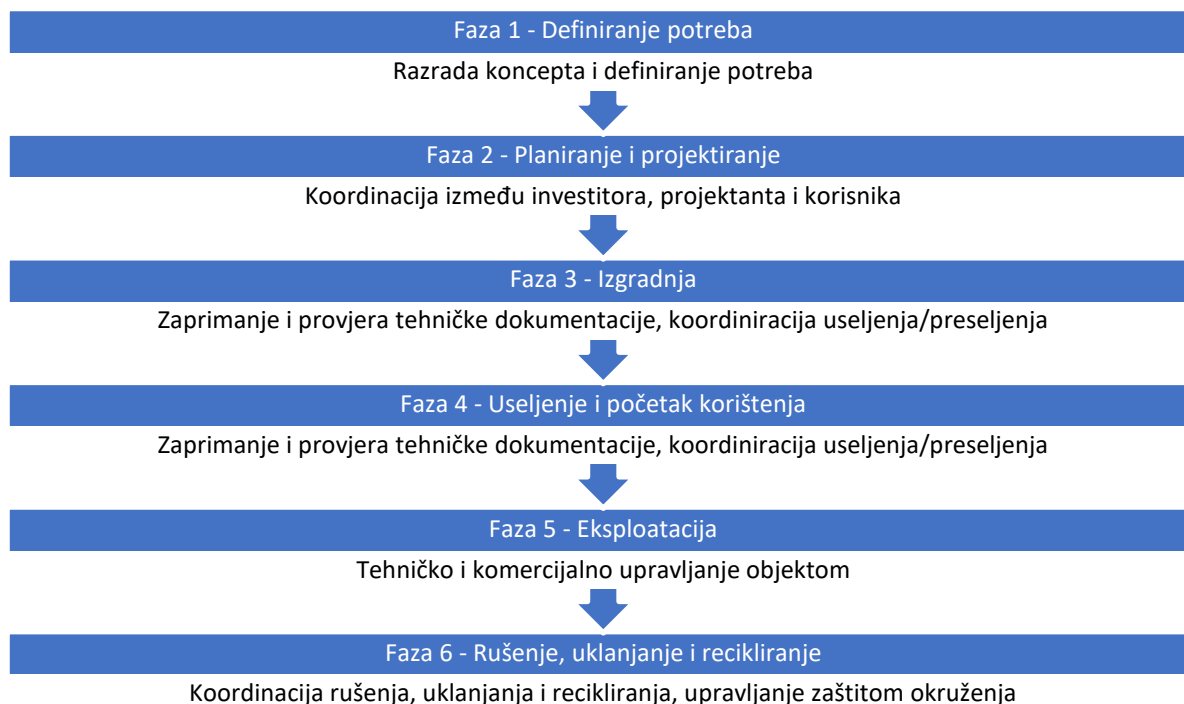 Faza 1 - Definiranje potreba
Razrada koncepta i definiranje potreba
Faza 2 - Planiranje i projektiranje
Koordinacija između investitora, projektanta i korisnika
Faza 3 - Izgradnja
Zaprimanje i provjera tehničke dokumentacije, koordiniracija useljenja/preseljenja
Faza 4 - Useljenje i početak korištenja
Zaprimanje i provjera tehničke dokumentacije, koordiniracija useljenja/preseljenja
Faza 5 - Eksploatacija
Tehničko i komercijalno upravljanje objektom
Faza 6 - Rušenje, uklanjanje i recikliranje
Koordinacija rušenja, uklanjanja i recikliranja, upravljanje zaštitom okruženja